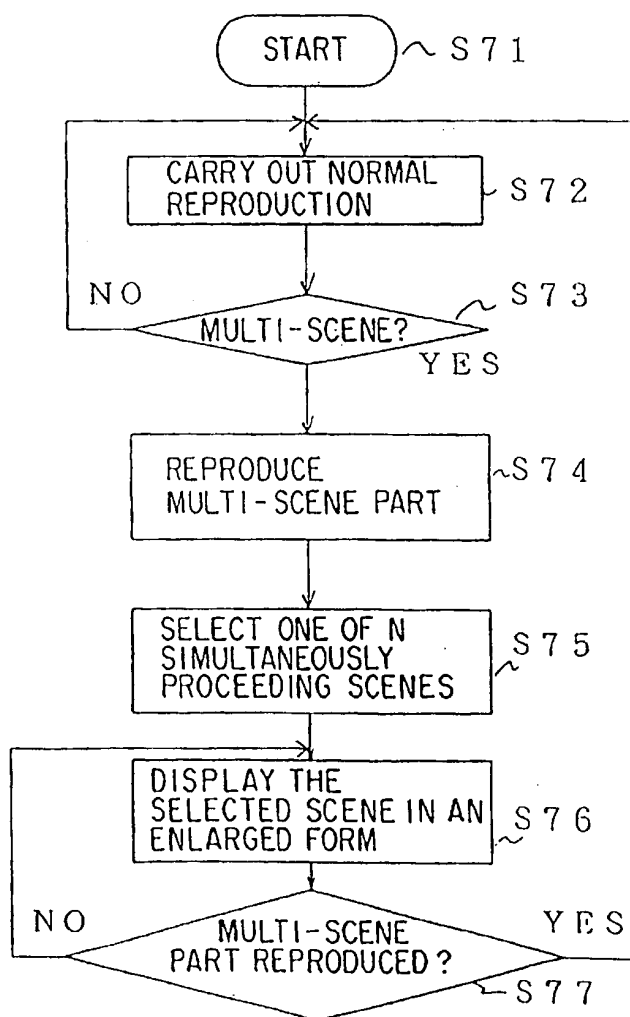 START
S71
CARRY OUT NORMAL
REPRODUCTION
S72
NO
S73
MULTI-SCENE?
YES
REPRODUCE
MULTI-SCENE PART
S74
SELECT ONE OF N
SIMULTANEOUSLY
PROCEEDING SCENES
S75
DISPLAY THE
SELECTED SCENE IN AN
ENLARGED FORM
S76
NO
YES
MULTI-SCENE
PART REPRODUCED?
S77